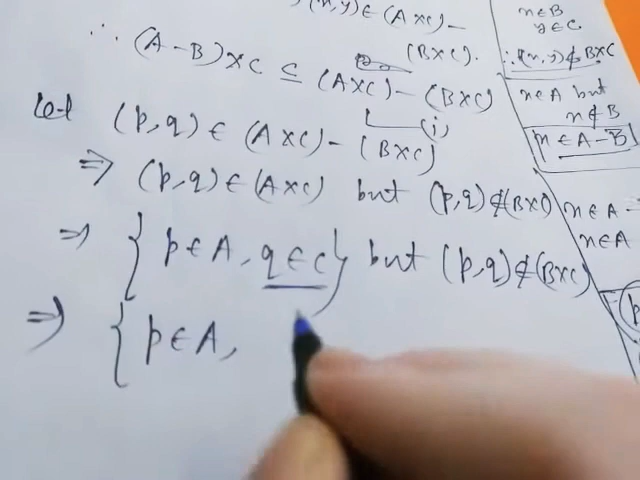 (x,y) ∈ (A×C) –
(B×C).
∴ (A–B)×C ⊆ (A×C) – (B×C)
(i)
Let (p,q) ∈ (A×C) – (B×C)
⇒ (p,q) ∈ (A×C) but (p,q) ∉ (B×C)
⇒ { p∈A, q∈C } but (p,q) ∉ (B×C)
⇒ { p∈A,
x∈B
y∈C.
∴ (x,y) ∉ B×C
x∈A but
x∉B
x∈A–B
x∈A –
x∈A
(p